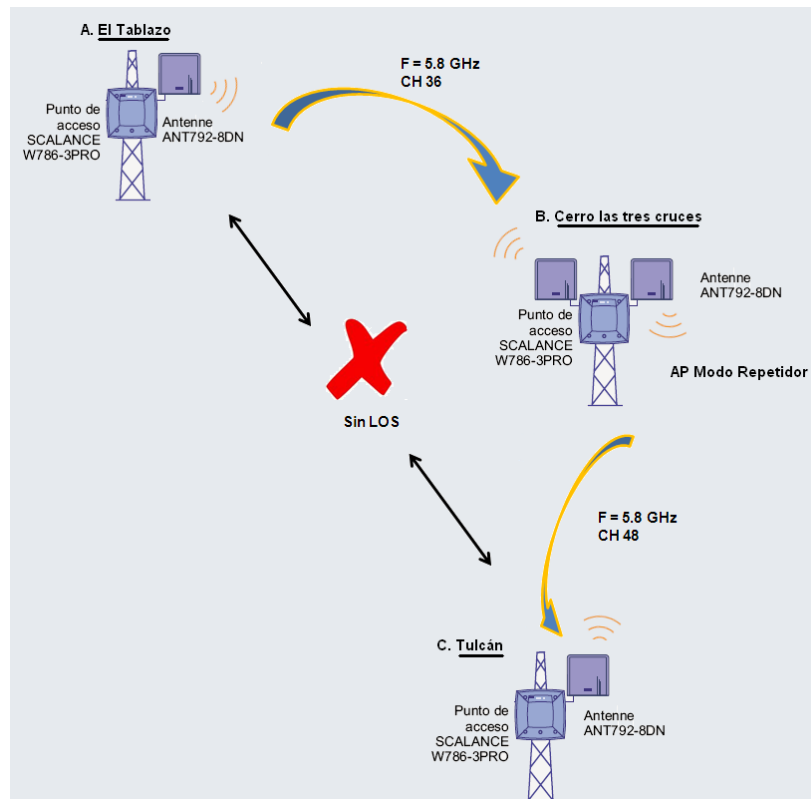 A. El Tablazo
Punto de
acceso
SCALANCE
W786-3PRO
Antenne
ANT792-8DN
F = 5.8 GHz
CH 36
B. Cerro las tres cruces
Antenne
ANT792-8DN
Punto de
acceso
SCALANCE
W786-3PRO
AP Modo Repetidor
Sin LOS
F = 5.8 GHz
CH 48
C. Tulcán
Punto de
acceso
SCALANCE
W786-3PRO
Antenne
ANT792-8DN